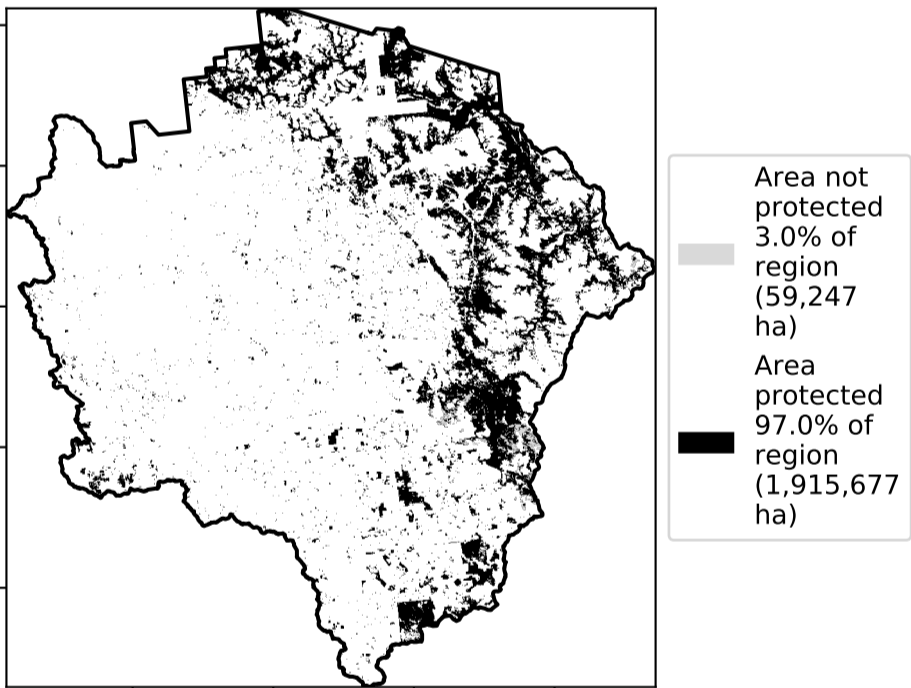 Area not
protected
3.0% of
region
(59,247
ha)
Area
protected
97.0% of
region
(1,915,677
ha)